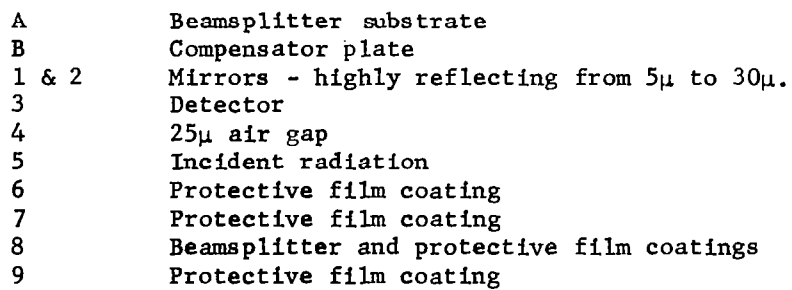 A Beamsplitter substrate
B Compensator plate
1 & 2 Mirrors - highly reflecting from 5μ to 30μ.
3 Detector
4 25μ air gap
5 Incident radiation
6 Protective film coating
7 Protective film coating
8 Beamsplitter and protective film coatings
9 Protective film coating